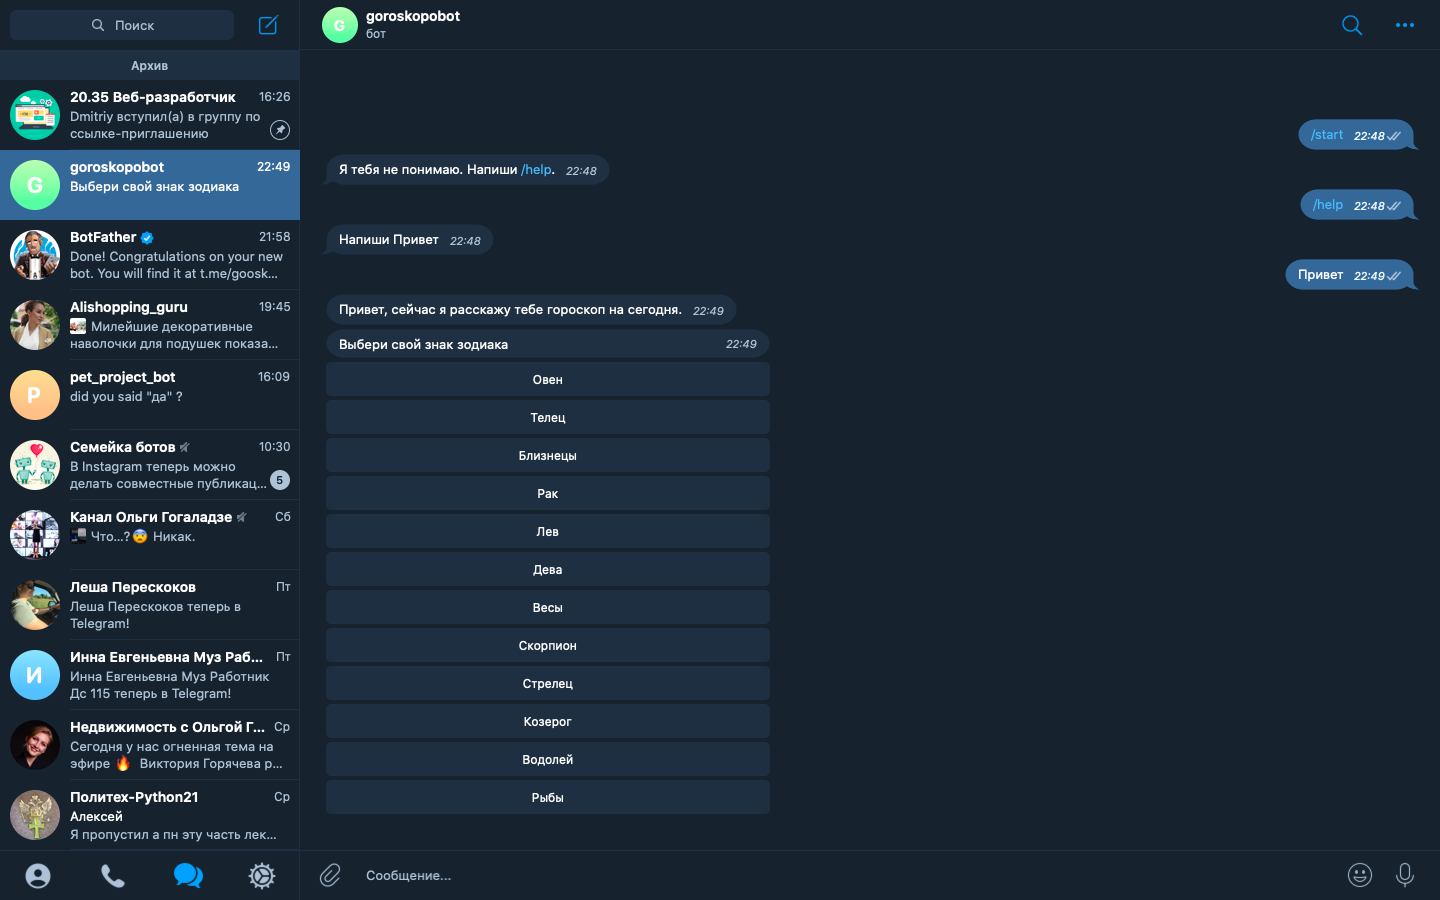 Поиск
Архив
20.35 Веб-разработчик 16:26
Dmitriy вступил(а) в группу по
ссылке-приглашению
goroskopobot 22:49
G
Выбери свой знак зодиака
BotFather 21:58
Done! Congratulations on your new
bot. You will find it at t.me/goosk...
Alishopping_guru 19:45
Милейшие декоративные
наволочки для подушек показа...
pet_project_bot 16:09
P
did you said "да" ?
Семейка ботов 10:30
В Instagram теперь можно
делать совместные публикац... 5
Канал Ольги Гогаладзе Сб
Что...?😨 Никак.
Леша Перескоков Пт
Леша Перескоков теперь в
Telegram!
Инна Евгеньевна Муз Раб... Пт
И
Инна Евгеньевна Муз Работник
Дс 115 теперь в Telegram!
Недвижимость с Ольгой Г... Ср
Сегодня у нас огненная тема на
эфире 🔥 Виктория Горячева р...
Политех-Python21 Ср
Алексей
Я пропустил а пн эту часть лек...
G
goroskopobot
бот
/start 22:48
Я тебя не понимаю. Напиши /help. 22:48
/help 22:48
Напиши Привет 22:48
Привет 22:49
Привет, сейчас я расскажу тебе гороскоп на сегодня. 22:49
Выбери свой знак зодиака 22:49
Овен
Телец
Близнецы
Рак
Лев
Дева
Весы
Скорпион
Стрелец
Козерог
Водолей
Рыбы
Сообщение...